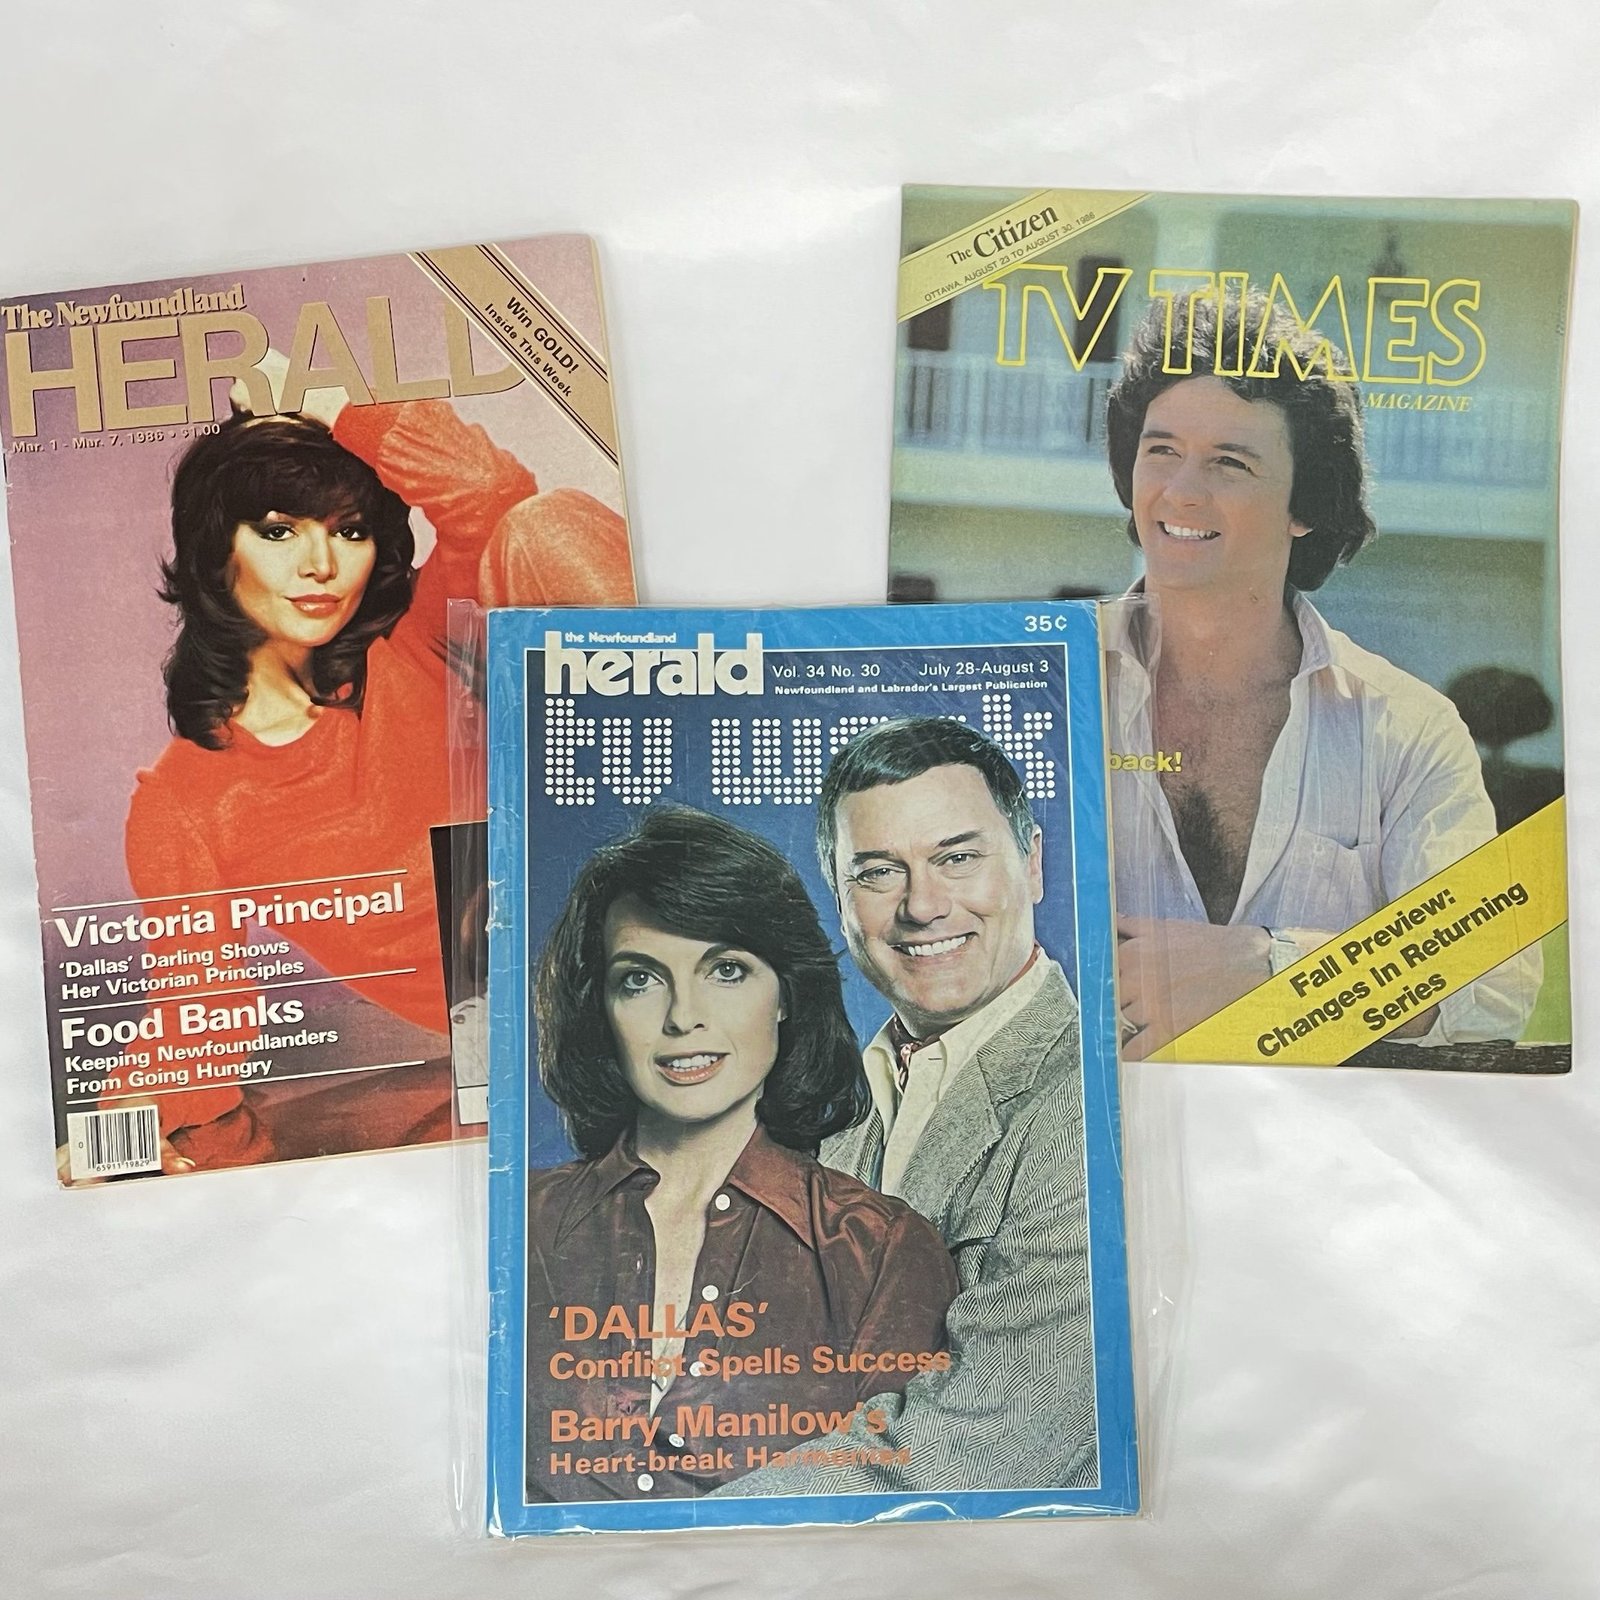 The Newfoundland
HERALD
Mar. 1 - Mar. 7, 1986 • $1.00
Win GOLD!
Inside This Week
Victoria Principal
'Dallas' Darling Shows
Her Victorian Principles
Food Banks
Keeping Newfoundlanders
From Going Hungry
0
65911 19829
The Citizen
OTTAWA, AUGUST 23 TO AUGUST 30, 1986
TV TIMES
MAGAZINE
back!
Fall Preview:
Changes In Returning
Series
35¢
the Newfoundland
herald
Vol. 34 No. 30 July 28-August 3
Newfoundland and Labrador's Largest Publication
tv week
'DALLAS'
Conflict Spells Success
Barry Manilow's
Heart-break Harmonies